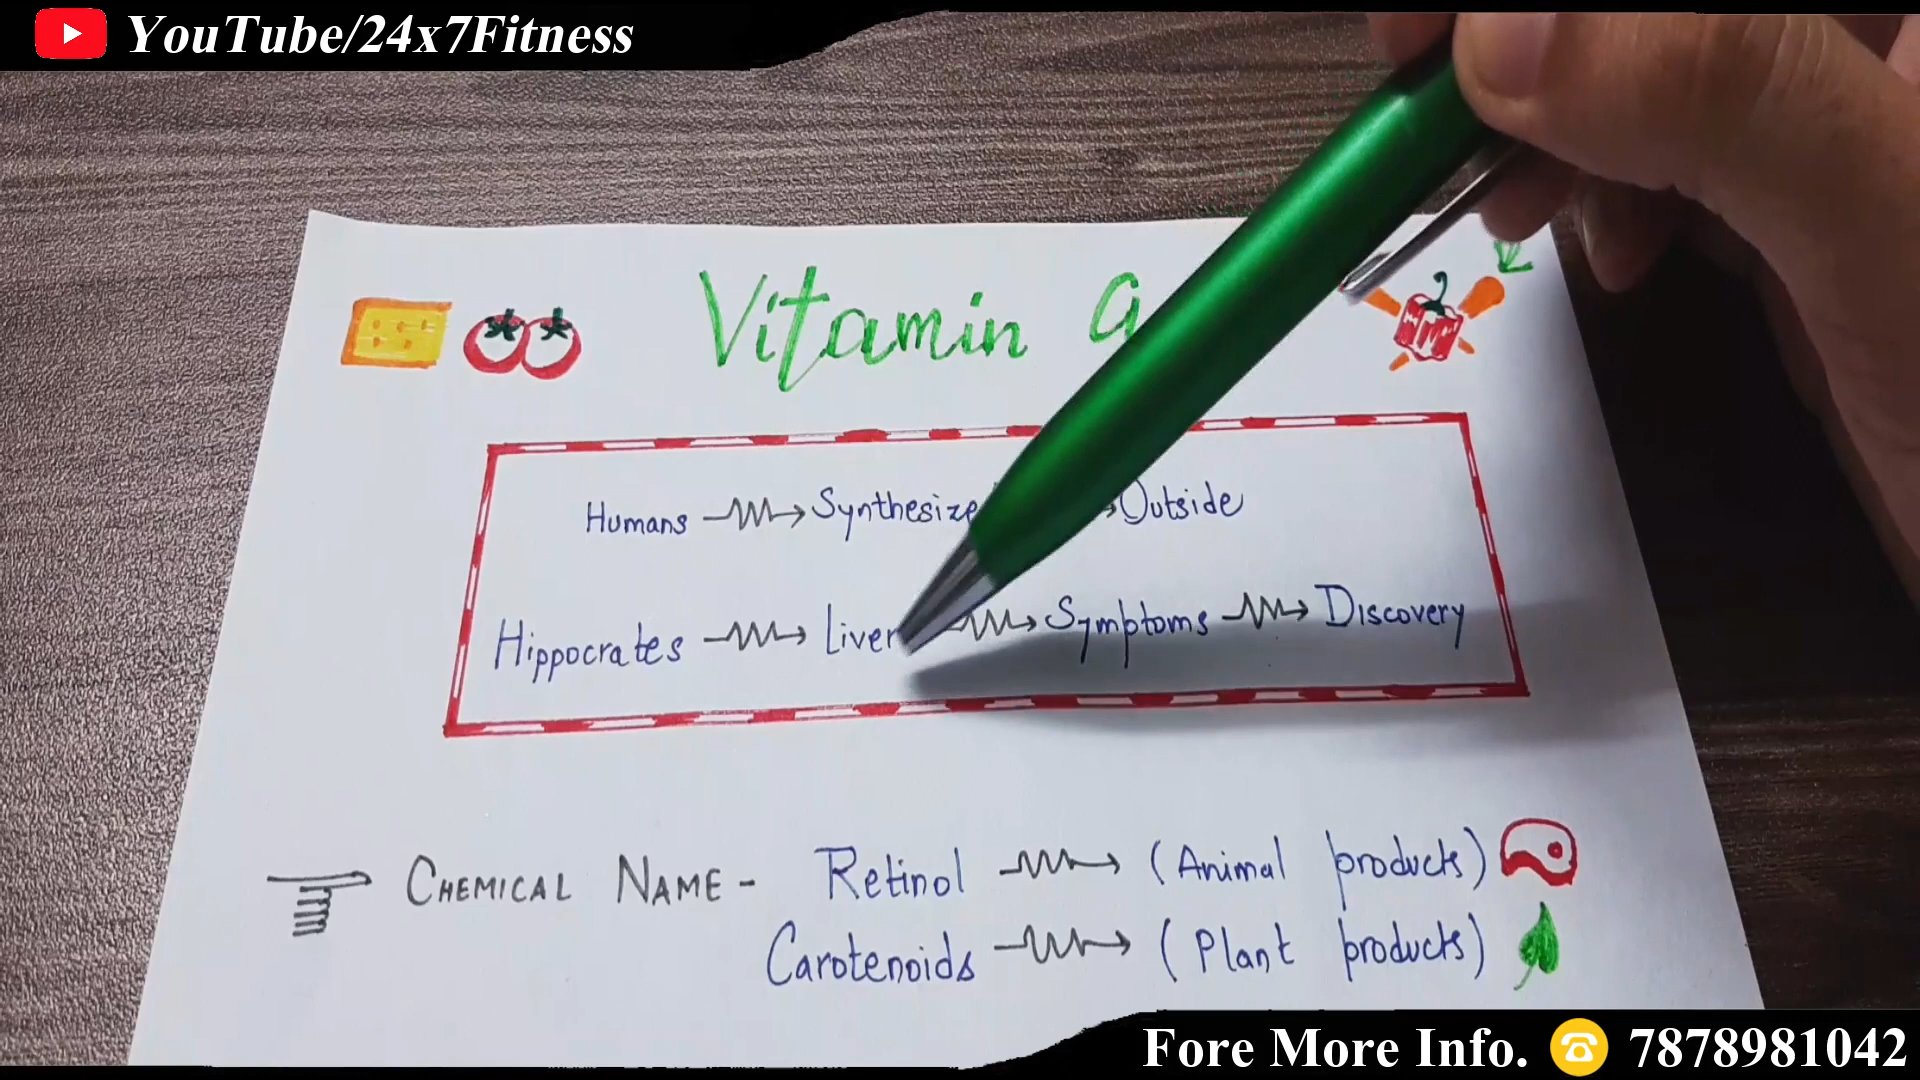 YouTube/24x7Fitness
Vitamin a
Humans Synthesize Outside
Hippocrates Liver Symptoms Discovery
CHEMICAL NAME - Retinol (Animal products)
Carotenoids (Plant products)
Fore More Info. 7878981042